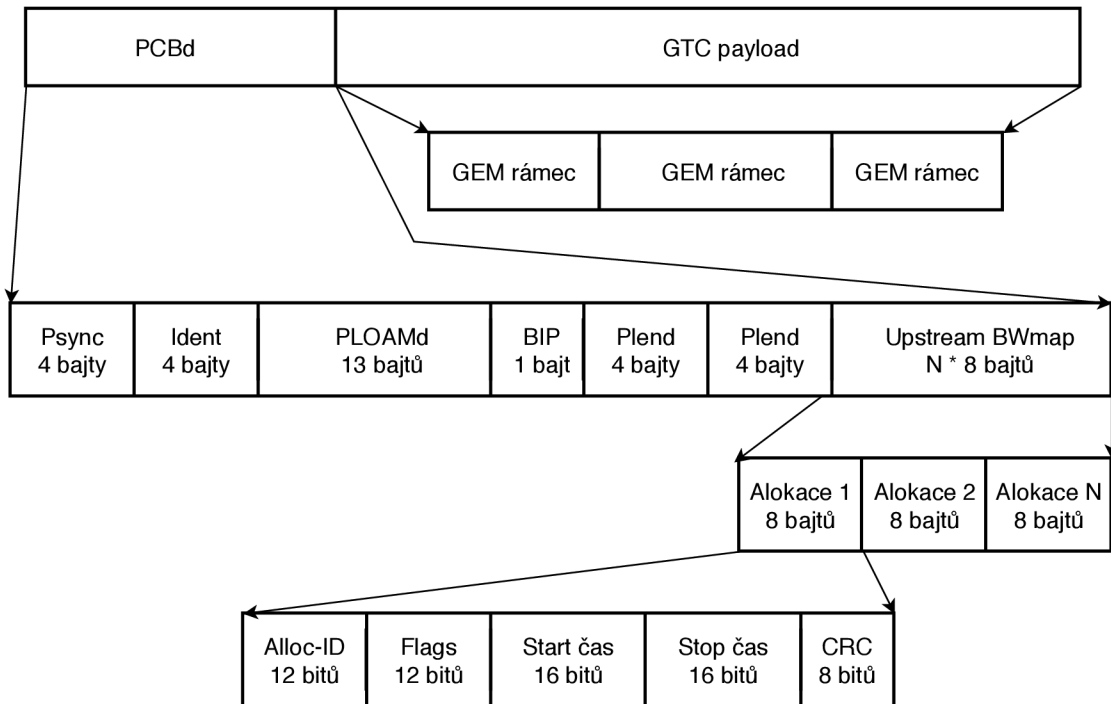 PCBd
GTC payload
GEM rámec
GEM rámec
GEM rámec
Psync
4 bajty
Ident
4 bajty
PLOAMd
13 bajtů
BIP
1 bajt
Plend
4 bajty
Plend
4 bajty
Upstream BWmap
N * 8 bajtů
Alokace 1
8 bajtů
Alokace 2
8 bajtů
Alokace N
8 bajtů
Alloc-ID
12 bitů
Flags
12 bitů
Start čas
16 bitů
Stop čas
16 bitů
CRC
8 bitů